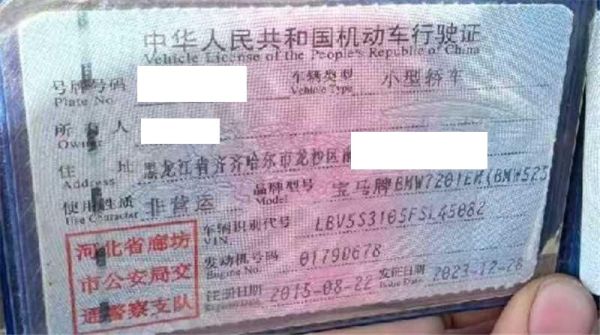 中华人民共和国机动车行驶证
Vehicle License of the People's Republic of China
号牌号码 车辆类型 小型轿车
Plate No. Vehicle Type
所有人
Owner
住址 黑龙江省齐齐哈尔市龙沙区
Address
使用性质 非营运 品牌型号 宝马牌BMW7201EM(BMW525
Use Character Model
车辆识别代号 LBV5S3105FSL45082
VIN
发动机号码 01790678
Engine No.
注册日期 2015-08-22 发证日期 2023-12-28
Issue Date
河北省廊坊
市公安局交
通警察支队